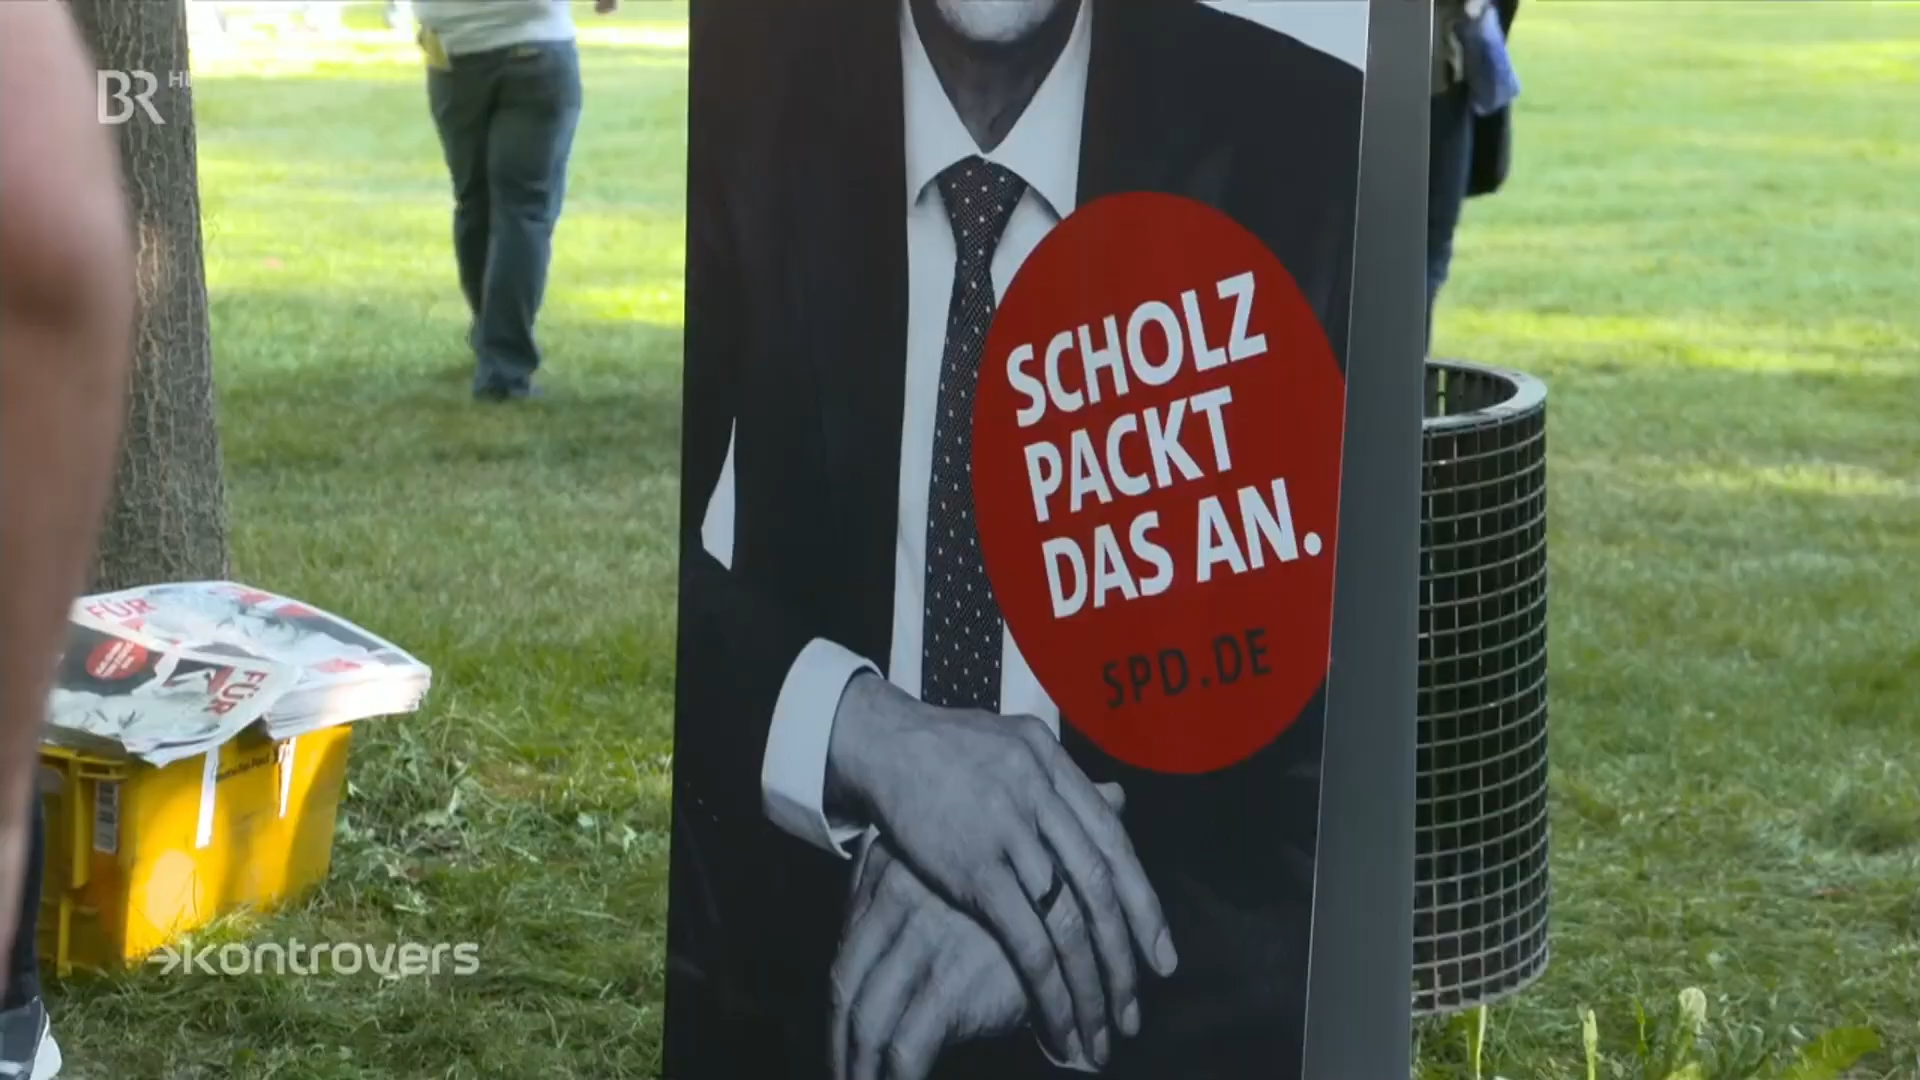 BR
FÜR
FÜR
SCHOLZ
PACKT
DAS AN.
SPD.DE
kontrovers